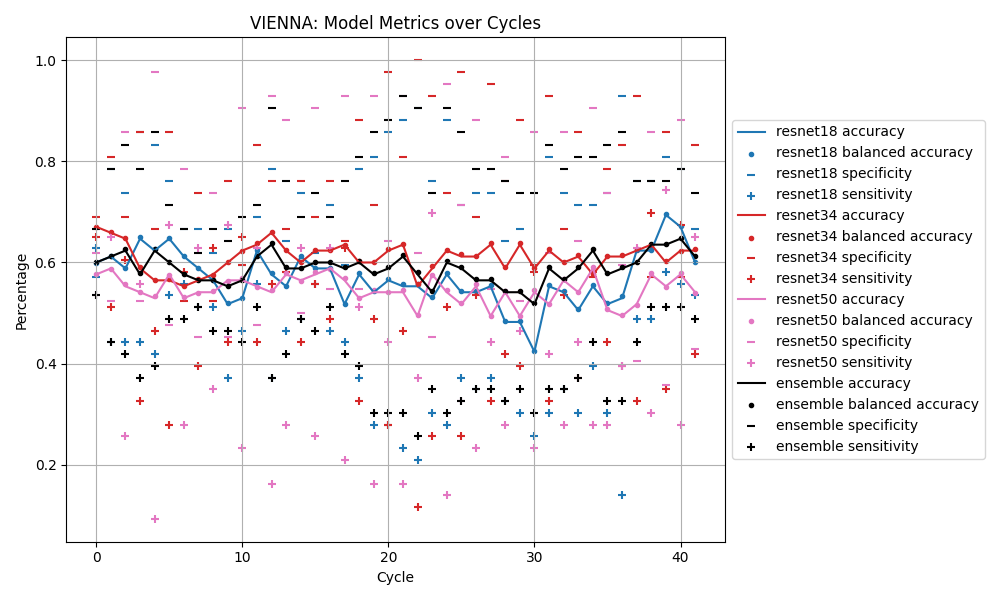 VIENNA: Model Metrics over Cycles
1.0
0.8
0.6
0.4
0.2
Percentage
0
10
20
30
40
Cycle
resnet18 accuracy
resnet18 balanced accuracy
resnet18 specificity
resnet18 sensitivity
resnet34 accuracy
resnet34 balanced accuracy
resnet34 specificity
resnet34 sensitivity
resnet50 accuracy
resnet50 balanced accuracy
resnet50 specificity
resnet50 sensitivity
ensemble accuracy
ensemble balanced accuracy
ensemble specificity
ensemble sensitivity